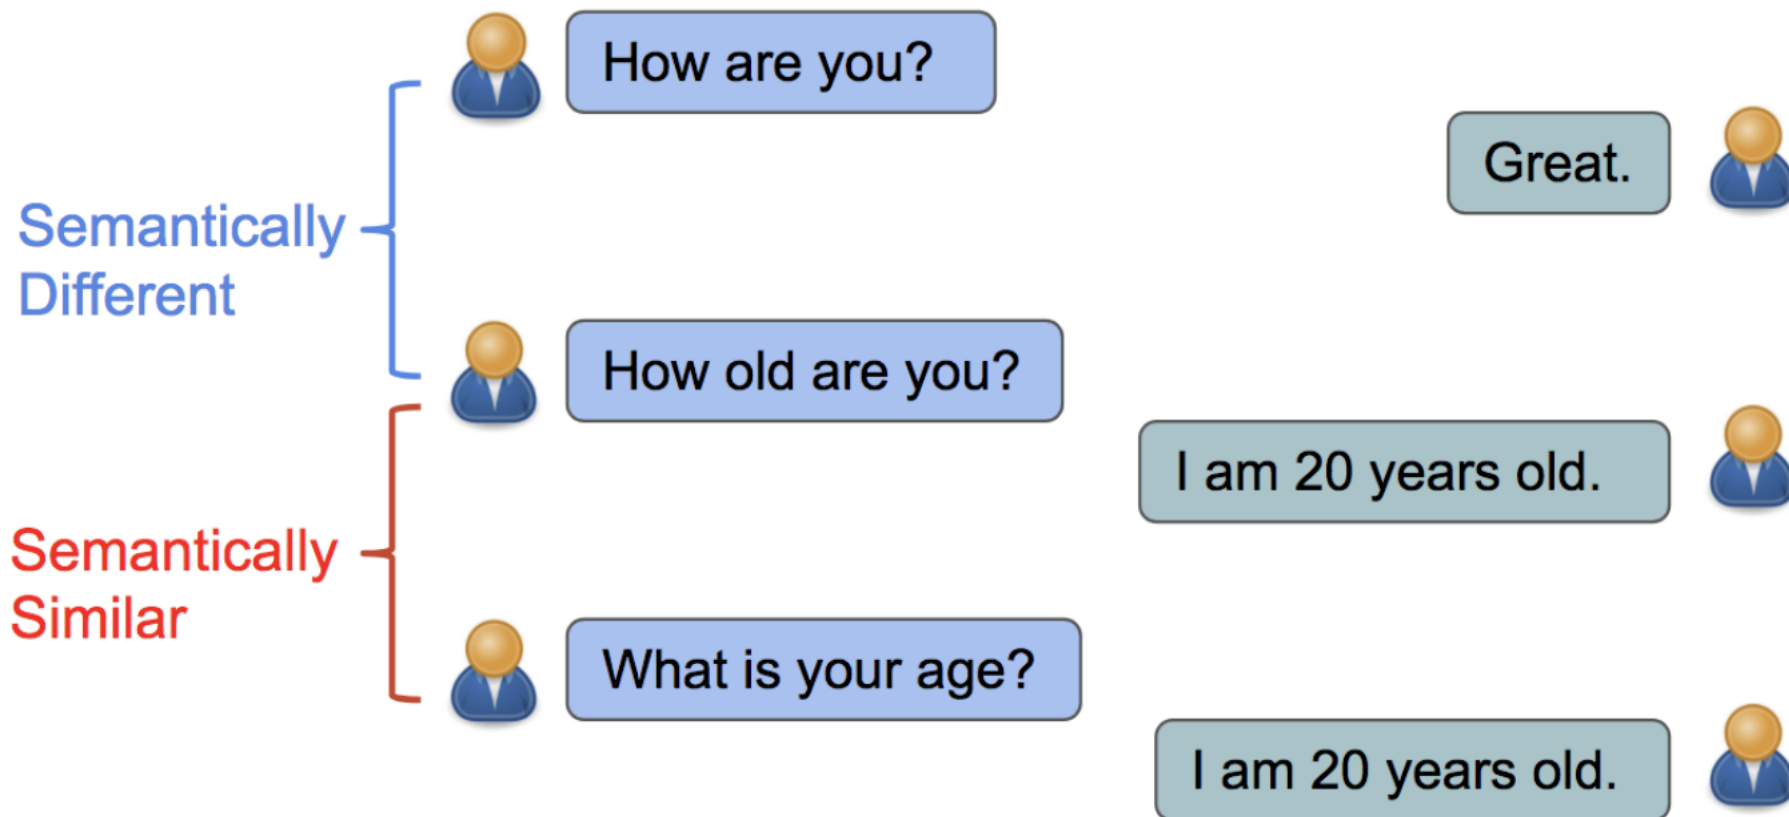 How are you?
Great.
Semantically
Different
How old are you?
I am 20 years old.
Semantically
Similar
What is your age?
I am 20 years old.